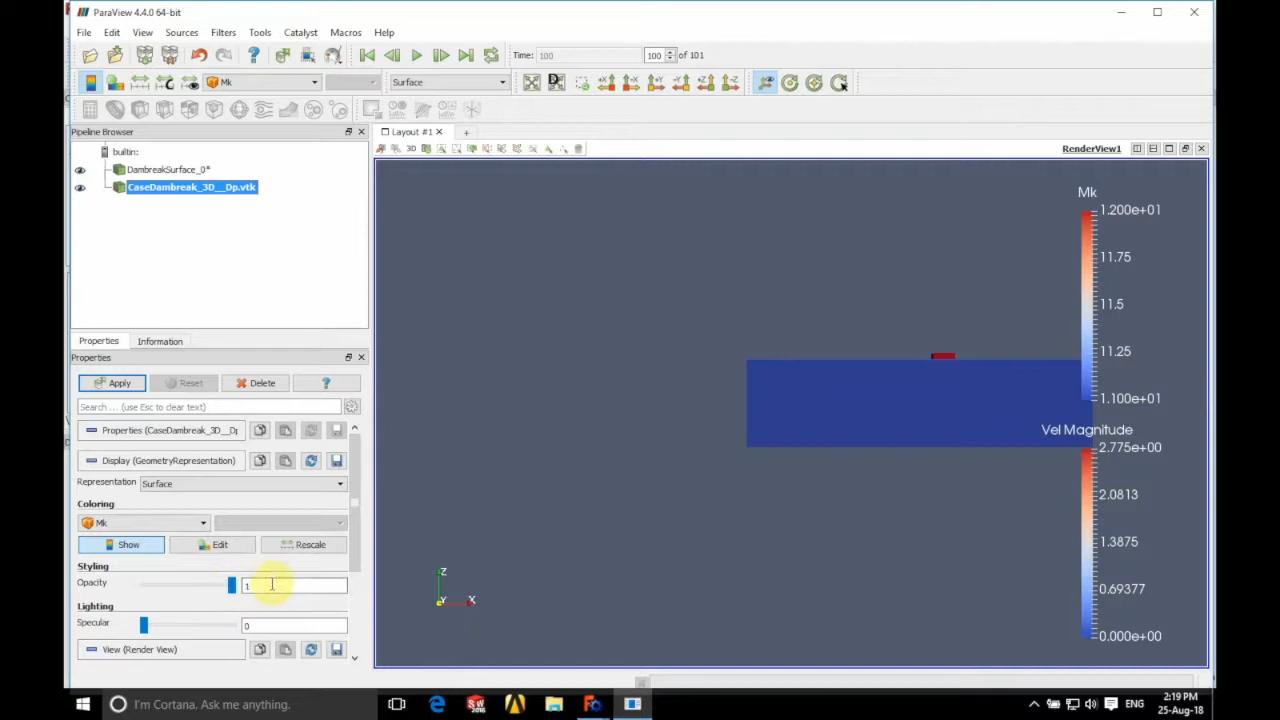 ParaView 4.4.0 64-bit
File Edit View Sources Filters Tools Catalyst Macros Help
Time: 100 100 of 101
Mk Surface
Pipeline Browser
Layout #1
builtin:
3D
RenderView1
DambreakSurface_0*
CaseDambreak_3D__Dp.vtk
Mk
1.200e+01
11.75
11.5
11.25
1.100e+01
Vel Magnitude
2.775e+00
2.0813
1.3875
0.69377
0.000e+00
Z
Y
X
Properties Information
Properties
Apply Reset Delete ?
Search ... (use Esc to clear text)
Properties (CaseDambreak_3D__Dp
Display (GeometryRepresentation)
Representation Surface
Coloring
Mk
Show Edit Rescale
Styling
Opacity 1
Lighting
Specular 0
View (Render View)
I'm Cortana. Ask me anything.
SW
2016
ENG
2:19 PM
25-Aug-18